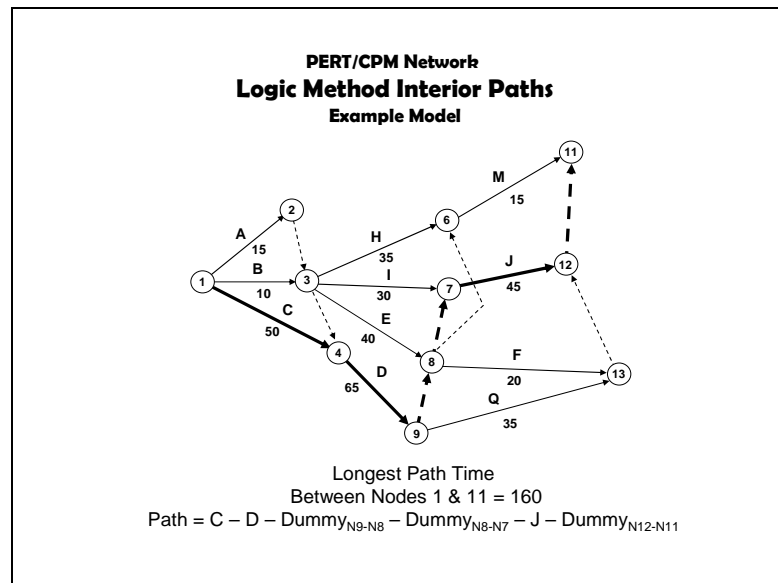 PERT/CPM Network
Logic Method Interior Paths
Example Model
11
M
15
2
6
A
15
H
35
J
12
B
1
3
I
10
30
7
45
C
E
50
40
4
F
8
D
20
13
65
Q
35
9
Longest Path Time
Between Nodes 1 & 11 = 160
Path = C – D – DummyN9-N8 – DummyN8-N7 – J – DummyN12-N11